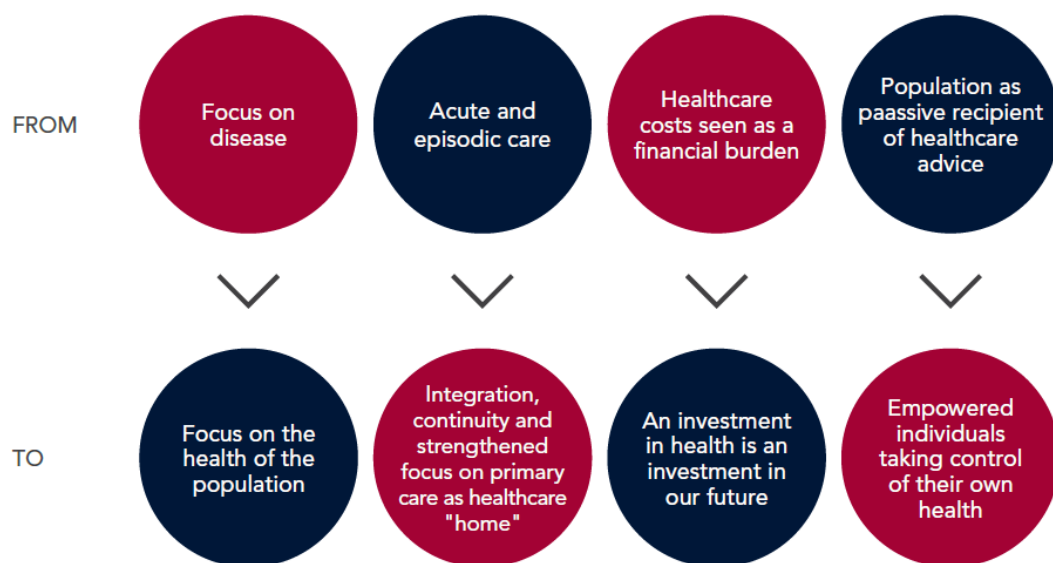 FROM
Focus on
disease
Acute and
episodic care
Healthcare
costs seen as a
financial burden
Population as
paassive recipient
of healthcare
advice
TO
Focus on the
health of the
population
Integration,
continuity and
strengthened
focus on primary
care as healthcare
"home"
An investment
in health is an
investment in
our future
Empowered
individuals
taking control
of their own
health